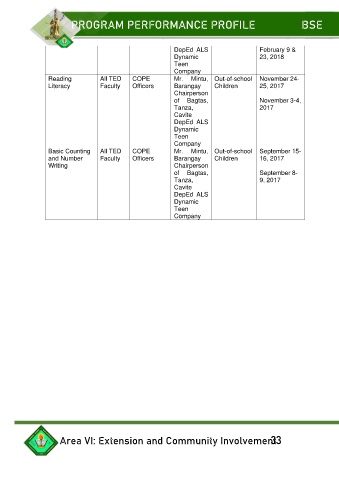 PROGRAM PERFORMANCE PROFILE BSE
DepEd ALS February 9 &
Dynamic 23, 2018
Teen
Company
Reading All TED COPE Mr. Mintu, Out-of-school November 24-
Literacy Faculty Officers Barangay Children 25, 2017
Chairperson
of Bagtas, November 3-4,
Tanza, 2017
Cavite
DepEd ALS
Dynamic
Teen
Company
Basic Counting All TED COPE Mr. Mintu, Out-of-school September 15-
and Number Faculty Officers Barangay Children 16, 2017
Writing Chairperson
of Bagtas, September 8-
Tanza, 9, 2017
Cavite
DepEd ALS
Dynamic
Teen
Company
Area VI: Extension and Community Involvement 33